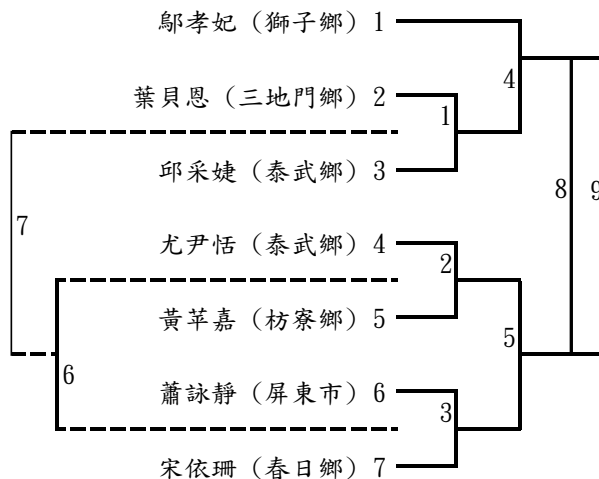 鄔孝妃（獅子鄉）1
4
葉貝恩（三地門鄉）2
1
邱采婕（泰武鄉）3
7
8
9
尤尹恬（泰武鄉）4
2
黃苹嘉（枋寮鄉）5
5
6
蕭詠靜（屏東市）6
3
宋依珊（春日鄉）7